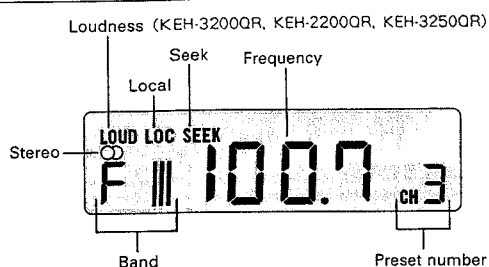 Loudness (KEH-3200QR, KEH-2200QR, KEH-3250QR)
Seek
Local
Frequency
LOUD LOC SEEK
Stereo
F III 100.7 CH 3
Band
Preset number